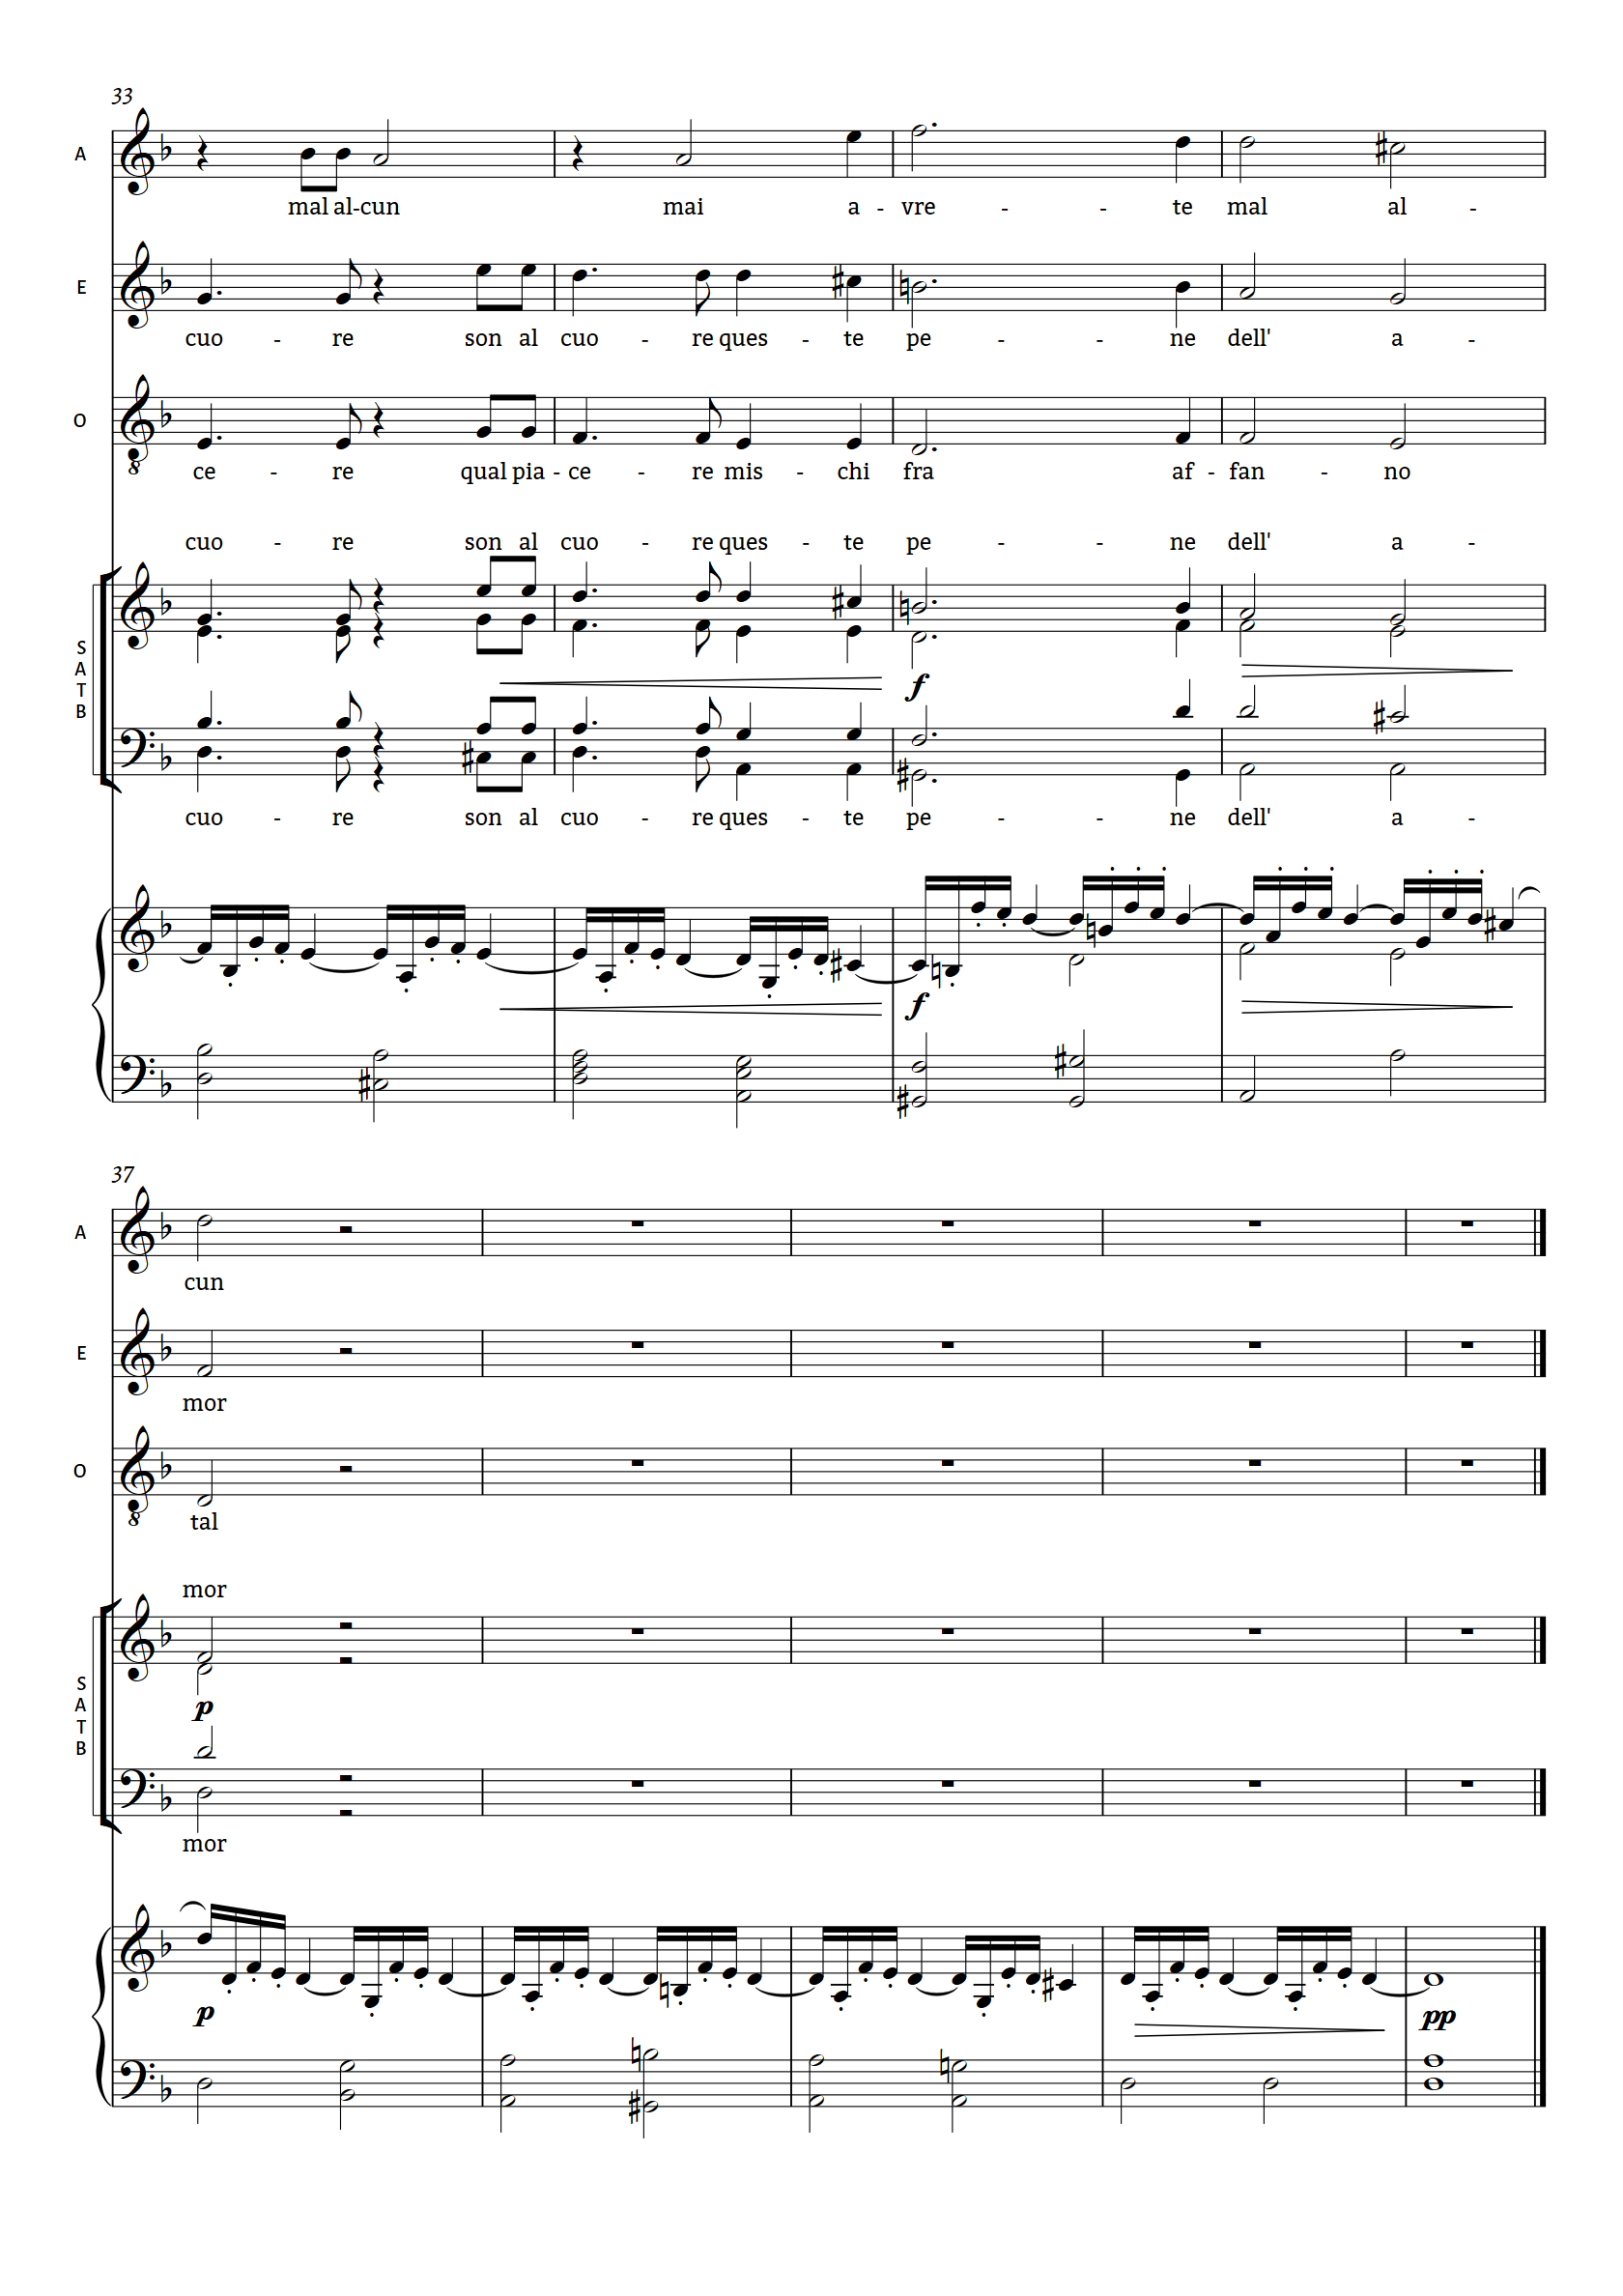 33
A
mal al-cun mai a - vre - - te mal al -
E
cuo - re son al cuo - re ques - te pe - - ne dell' a -
O
8
ce - re qual pia - ce - re mis - chi fra af - fan - no
cuo - re son al cuo - re ques - te pe - - ne dell' a -
S
A
f
T
B
cuo - re son al cuo - re ques - te pe - - ne dell' a -
f
37
A
cun
E
mor
O
8
tal
mor
S
A
p
T
B
mor
p pp